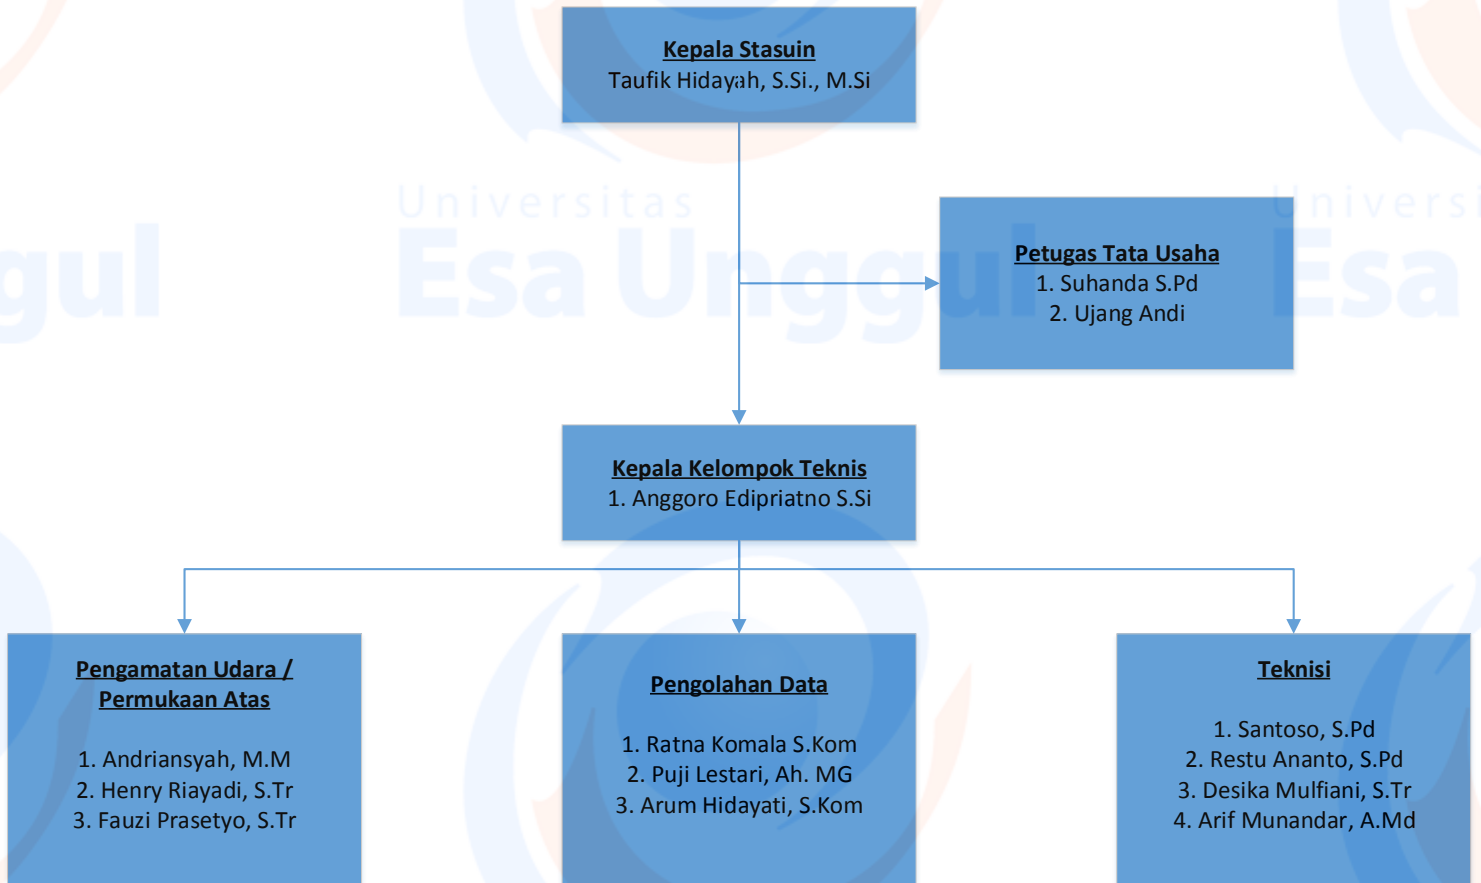 Kepala Stasuin
Taufik Hidayah, S.Si., M.Si
Universitas
Esa Unggul
Universi
Esa
ggul
Petugas Tata Usaha
1. Suhanda S.Pd
2. Ujang Andi
Kepala Kelompok Teknis
1. Anggoro Edipriatno S.Si
Pengamatan Udara /
Permukaan Atas
1. Andriansyah, M.M
2. Henry Riayadi, S.Tr
3. Fauzi Prasetyo, S.Tr
Pengolahan Data
1. Ratna Komala S.Kom
2. Puji Lestari, Ah. MG
3. Arum Hidayati, S.Kom
Teknisi
1. Santoso, S.Pd
2. Restu Ananto, S.Pd
3. Desika Mulfiani, S.Tr
4. Arif Munandar, A.Md